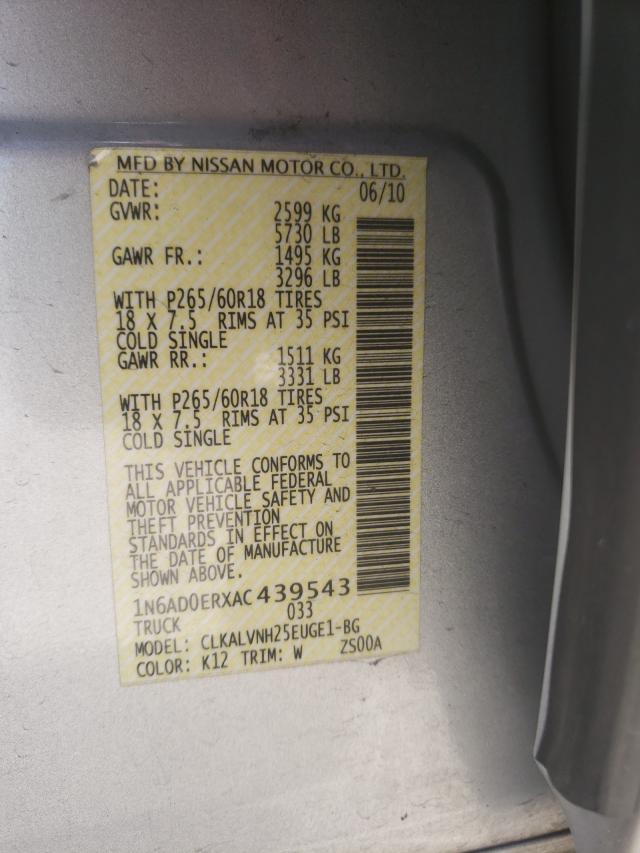 MFD BY NISSAN MOTOR CO., LTD.
DATE: 06/10
GVWR: 2599 KG
5730 LB
GAWR FR.: 1495 KG
3296 LB
WITH P265/60R18 TIRES
18 X 7.5 RIMS AT 35 PSI
COLD SINGLE
GAWR RR.: 1511 KG
3331 LB
WITH P265/60R18 TIRES
18 X 7.5 RIMS AT 35 PSI
COLD SINGLE
THIS VEHICLE CONFORMS TO
ALL APPLICABLE FEDERAL
MOTOR VEHICLE SAFETY AND
THEFT PREVENTION
STANDARDS IN EFFECT ON
THE DATE OF MANUFACTURE
SHOWN ABOVE.
1N6AD0ERXAC439543
TRUCK 033
MODEL: CLKALVNH25EUGE1-BG
COLOR: K12 TRIM: W ZS00A